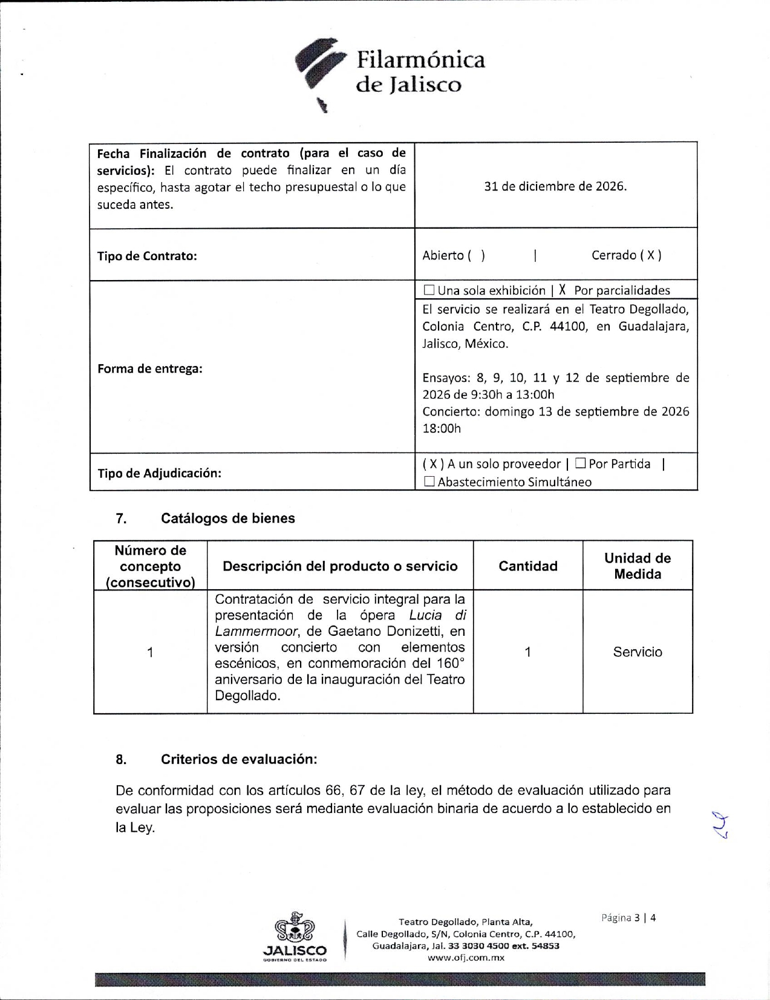 Filarmónica
de Jalisco
Fecha Finalización de contrato (para el caso de
servicios): El contrato puede finalizar en un día
específico, hasta agotar el techo presupuestal o lo que
suceda antes.
31 de diciembre de 2026.
Tipo de Contrato:
Abierto ( ) | Cerrado ( X )
Forma de entrega:
☐ Una sola exhibición | X Por parcialidades
El servicio se realizará en el Teatro Degollado,
Colonia Centro, C.P. 44100, en Guadalajara,
Jalisco, México.
Ensayos: 8, 9, 10, 11 y 12 de septiembre de
2026 de 9:30h a 13:00h
Concierto: domingo 13 de septiembre de 2026
18:00h
Tipo de Adjudicación:
( X ) A un solo proveedor | ☐ Por Partida |
☐ Abastecimiento Simultáneo
7. Catálogos de bienes
Número de
concepto
(consecutivo)
Descripción del producto o servicio
Cantidad
Unidad de
Medida
1
Contratación de servicio integral para la
presentación de la ópera Lucia di
Lammermoor, de Gaetano Donizetti, en
versión concierto con elementos
escénicos, en conmemoración del 160°
aniversario de la inauguración del Teatro
Degollado.
1
Servicio
8. Criterios de evaluación:
De conformidad con los artículos 66, 67 de la ley, el método de evaluación utilizado para
evaluar las proposiciones será mediante evaluación binaria de acuerdo a lo establecido en
la Ley.
JALISCO
GOBIERNO DEL ESTADO
Teatro Degollado, Planta Alta,
Calle Degollado, S/N, Colonia Centro, C.P. 44100,
Guadalajara, Jal. 33 3030 4500 ext. 54853
www.ofj.com.mx
Página 3 | 4